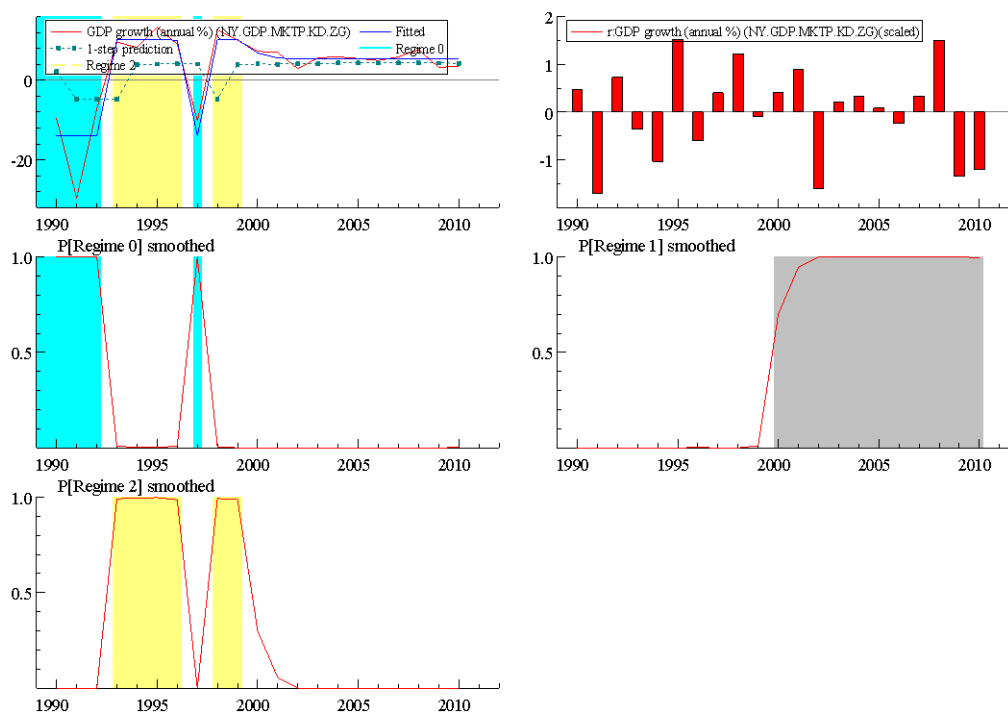 GDP growth (annual %) (NY.GDP.MKTP.KD.ZG) Fitted
1-step prediction Regime 0
Regime 2
0
-20
1990 1995 2000 2005 2010
2
r:GDP growth (annual %) (NY.GDP.MKTP.KD.ZG)(scaled)
1
0
-1
1990 1995 2000 2005 2010
P[Regime 0] smoothed
1.0
0.5
1990 1995 2000 2005 2010
P[Regime 1] smoothed
1.0
0.5
1990 1995 2000 2005 2010
P[Regime 2] smoothed
1.0
0.5
1990 1995 2000 2005 2010